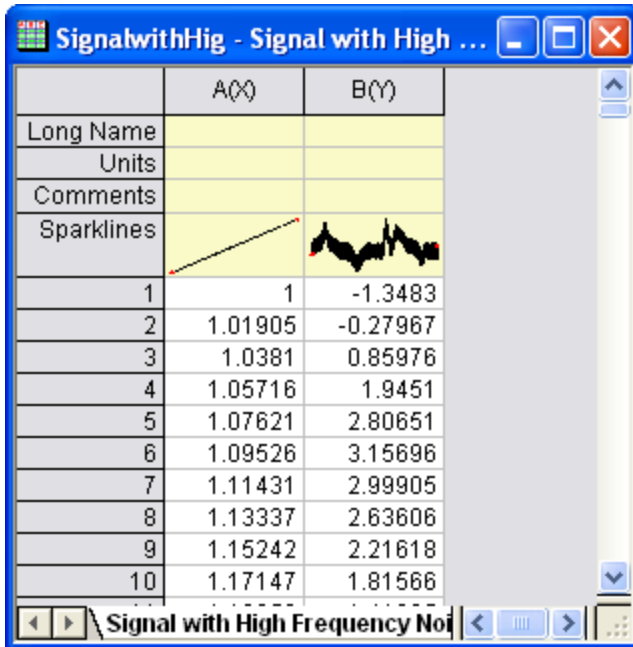 SignalwithHig - Signal with High ...
A(X) B(Y)
Long Name
Units
Comments
Sparklines
1 1 -1.3483
2 1.01905 -0.27967
3 1.0381 0.85976
4 1.05716 1.9451
5 1.07621 2.80651
6 1.09526 3.15696
7 1.11431 2.99905
8 1.13337 2.63606
9 1.15242 2.21618
10 1.17147 1.81566
Signal with High Frequency Noi